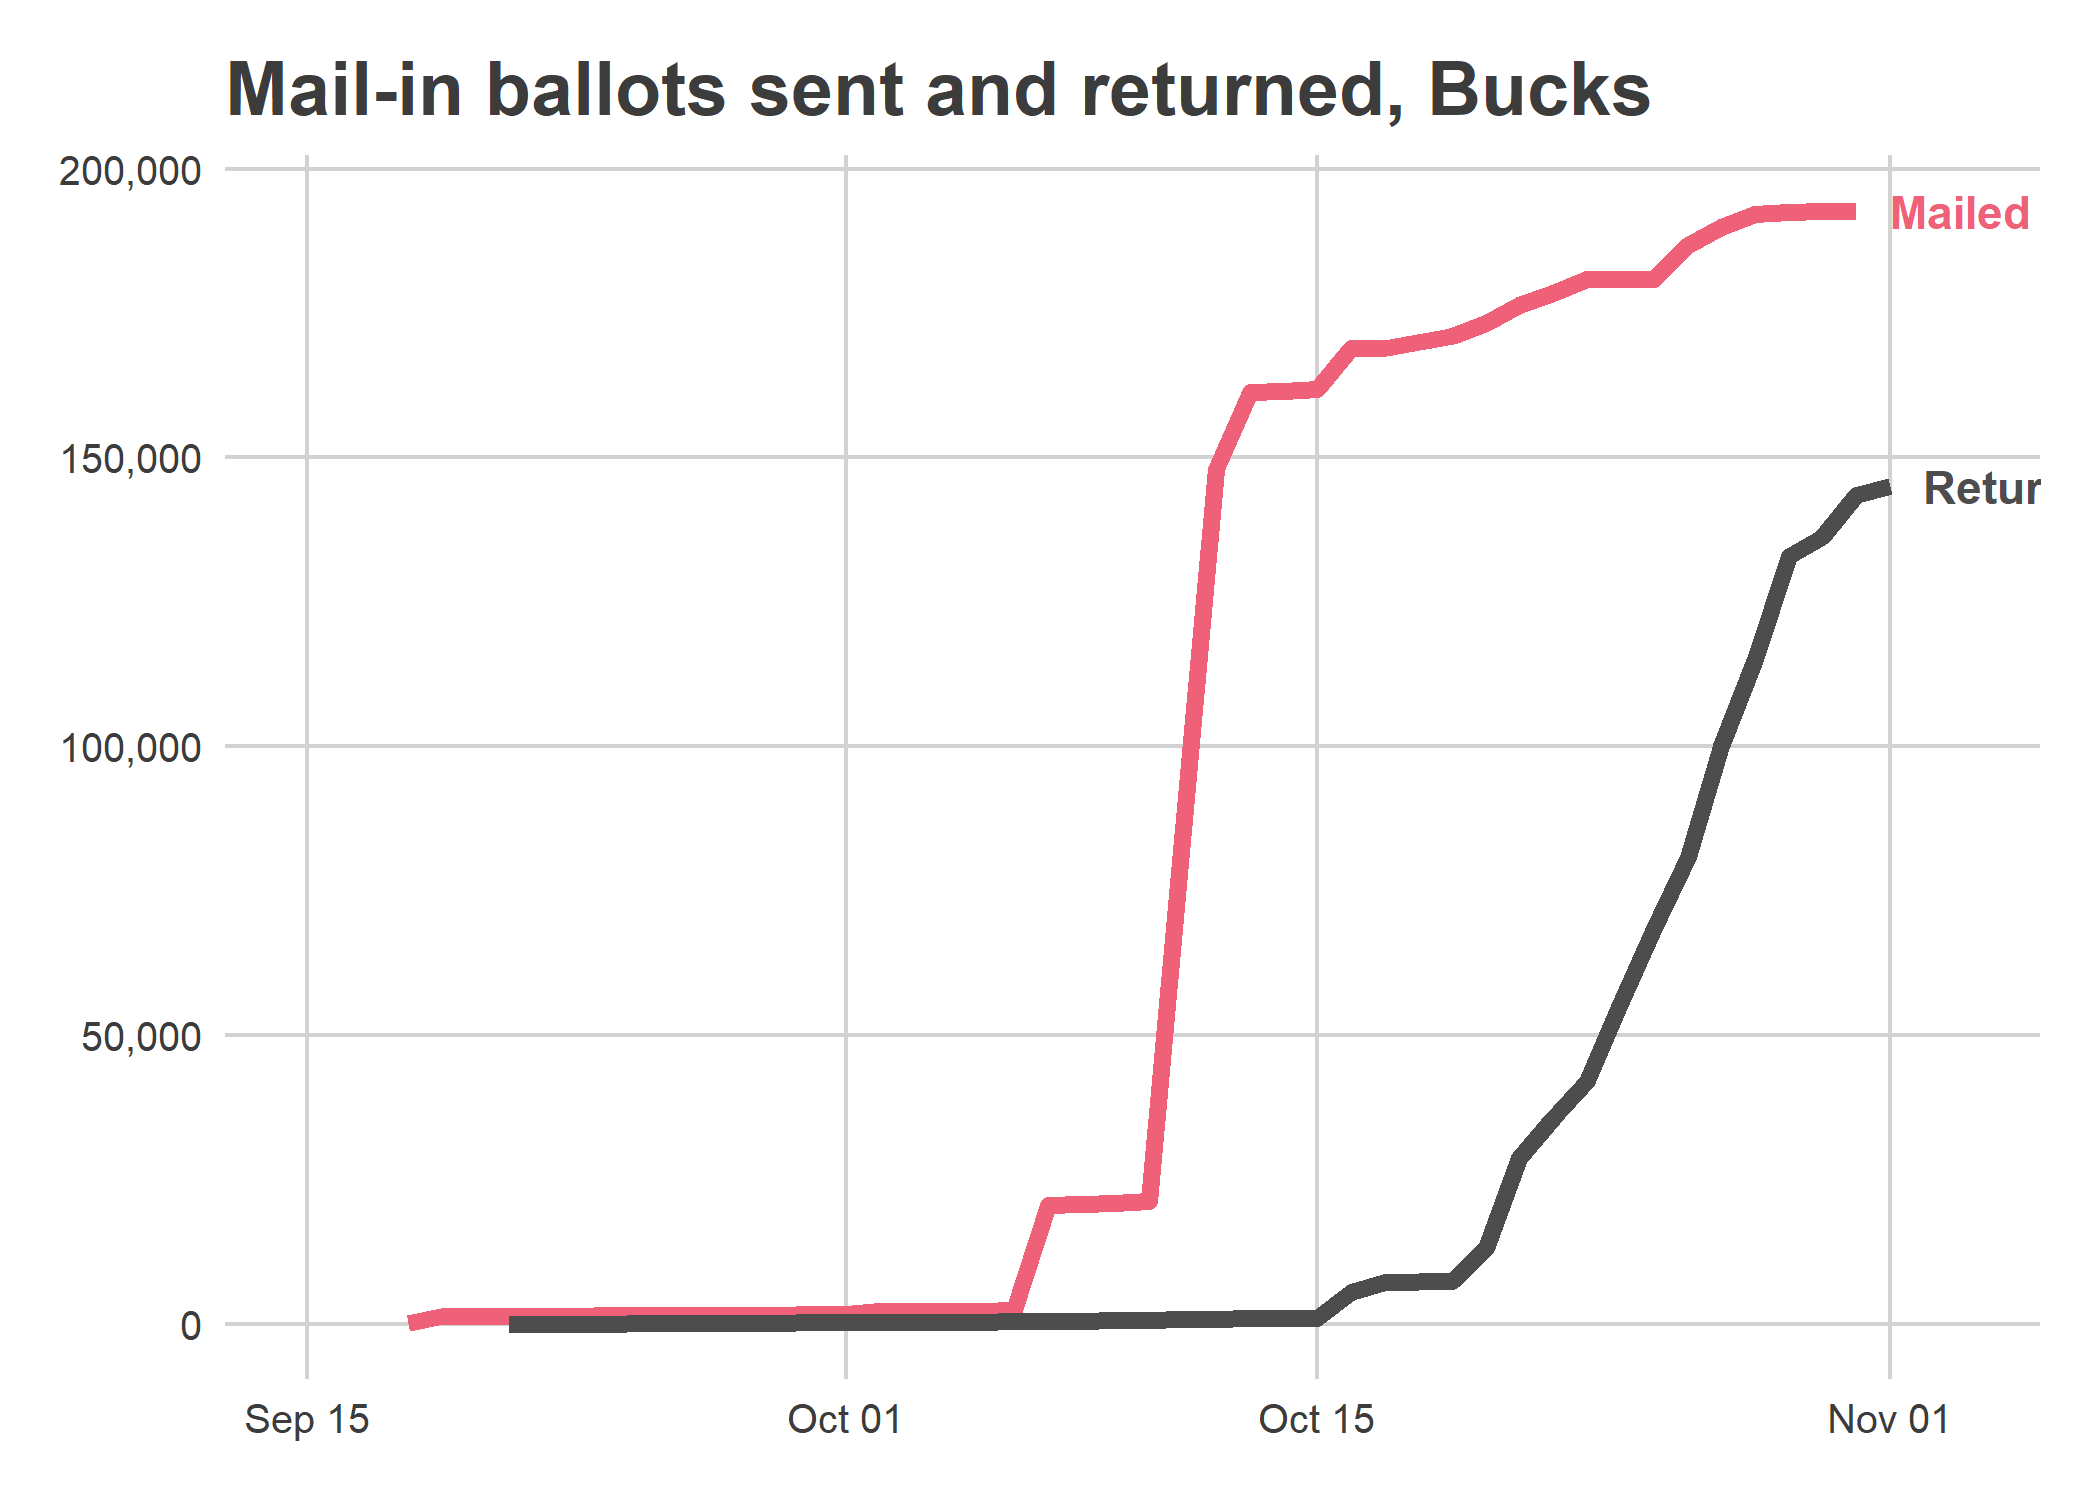 Mail-in ballots sent and returned, Bucks
200,000
150,000
100,000
50,000
0
Mailed
Retur
Sep 15
Oct 01
Oct 15
Nov 01